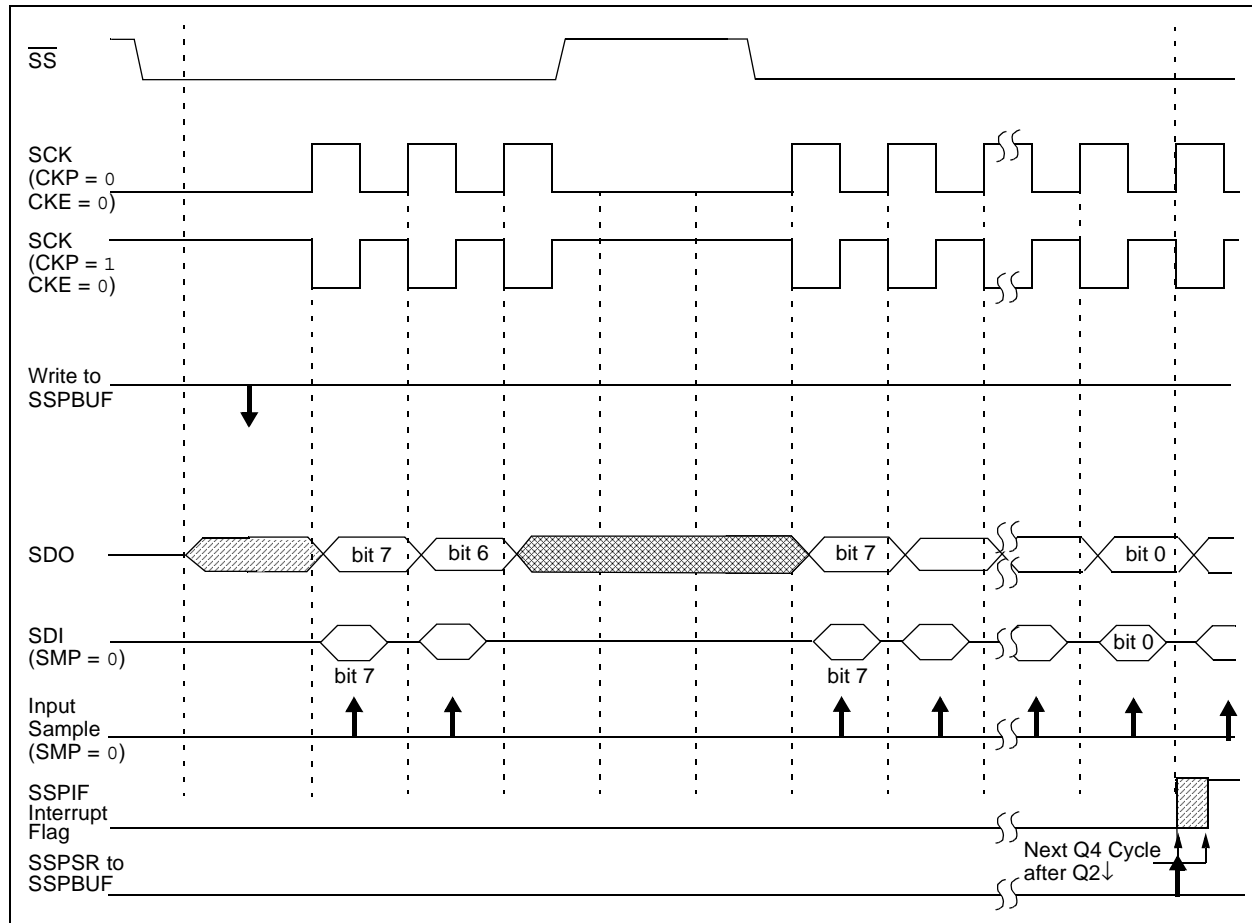 SS
SCK
(CKP = 0
CKE = 0)
SCK
(CKP = 1
CKE = 0)
Write to
SSPBUF
SDO
bit 7
bit 6
bit 7
bit 0
SDI
(SMP = 0)
bit 7
bit 7
bit 0
Input
Sample
(SMP = 0)
SSPIF
Interrupt
Flag
SSPSR to
SSPBUF
Next Q4 Cycle
after Q2↓